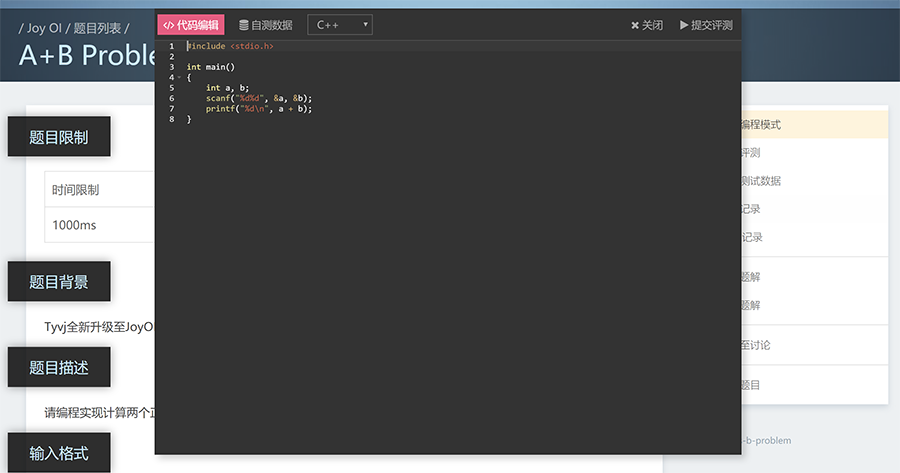 / Joy OI / 题目列表 /
A+B Proble
代码编辑
自测数据
C++
关闭
提交评测
1 #include <stdio.h>
2
3 int main()
4 {
5 int a, b;
6 scanf("%d%d", &a, &b);
7 printf("%d\n", a + b);
8 }
题目限制
时间限制
1000ms
题目背景
Tyvj全新升级至JoyOI
题目描述
请编程实现计算两个正
输入格式
编程模式
评测
测试数据
记录
记录
题解
题解
至讨论
题目
-b-problem